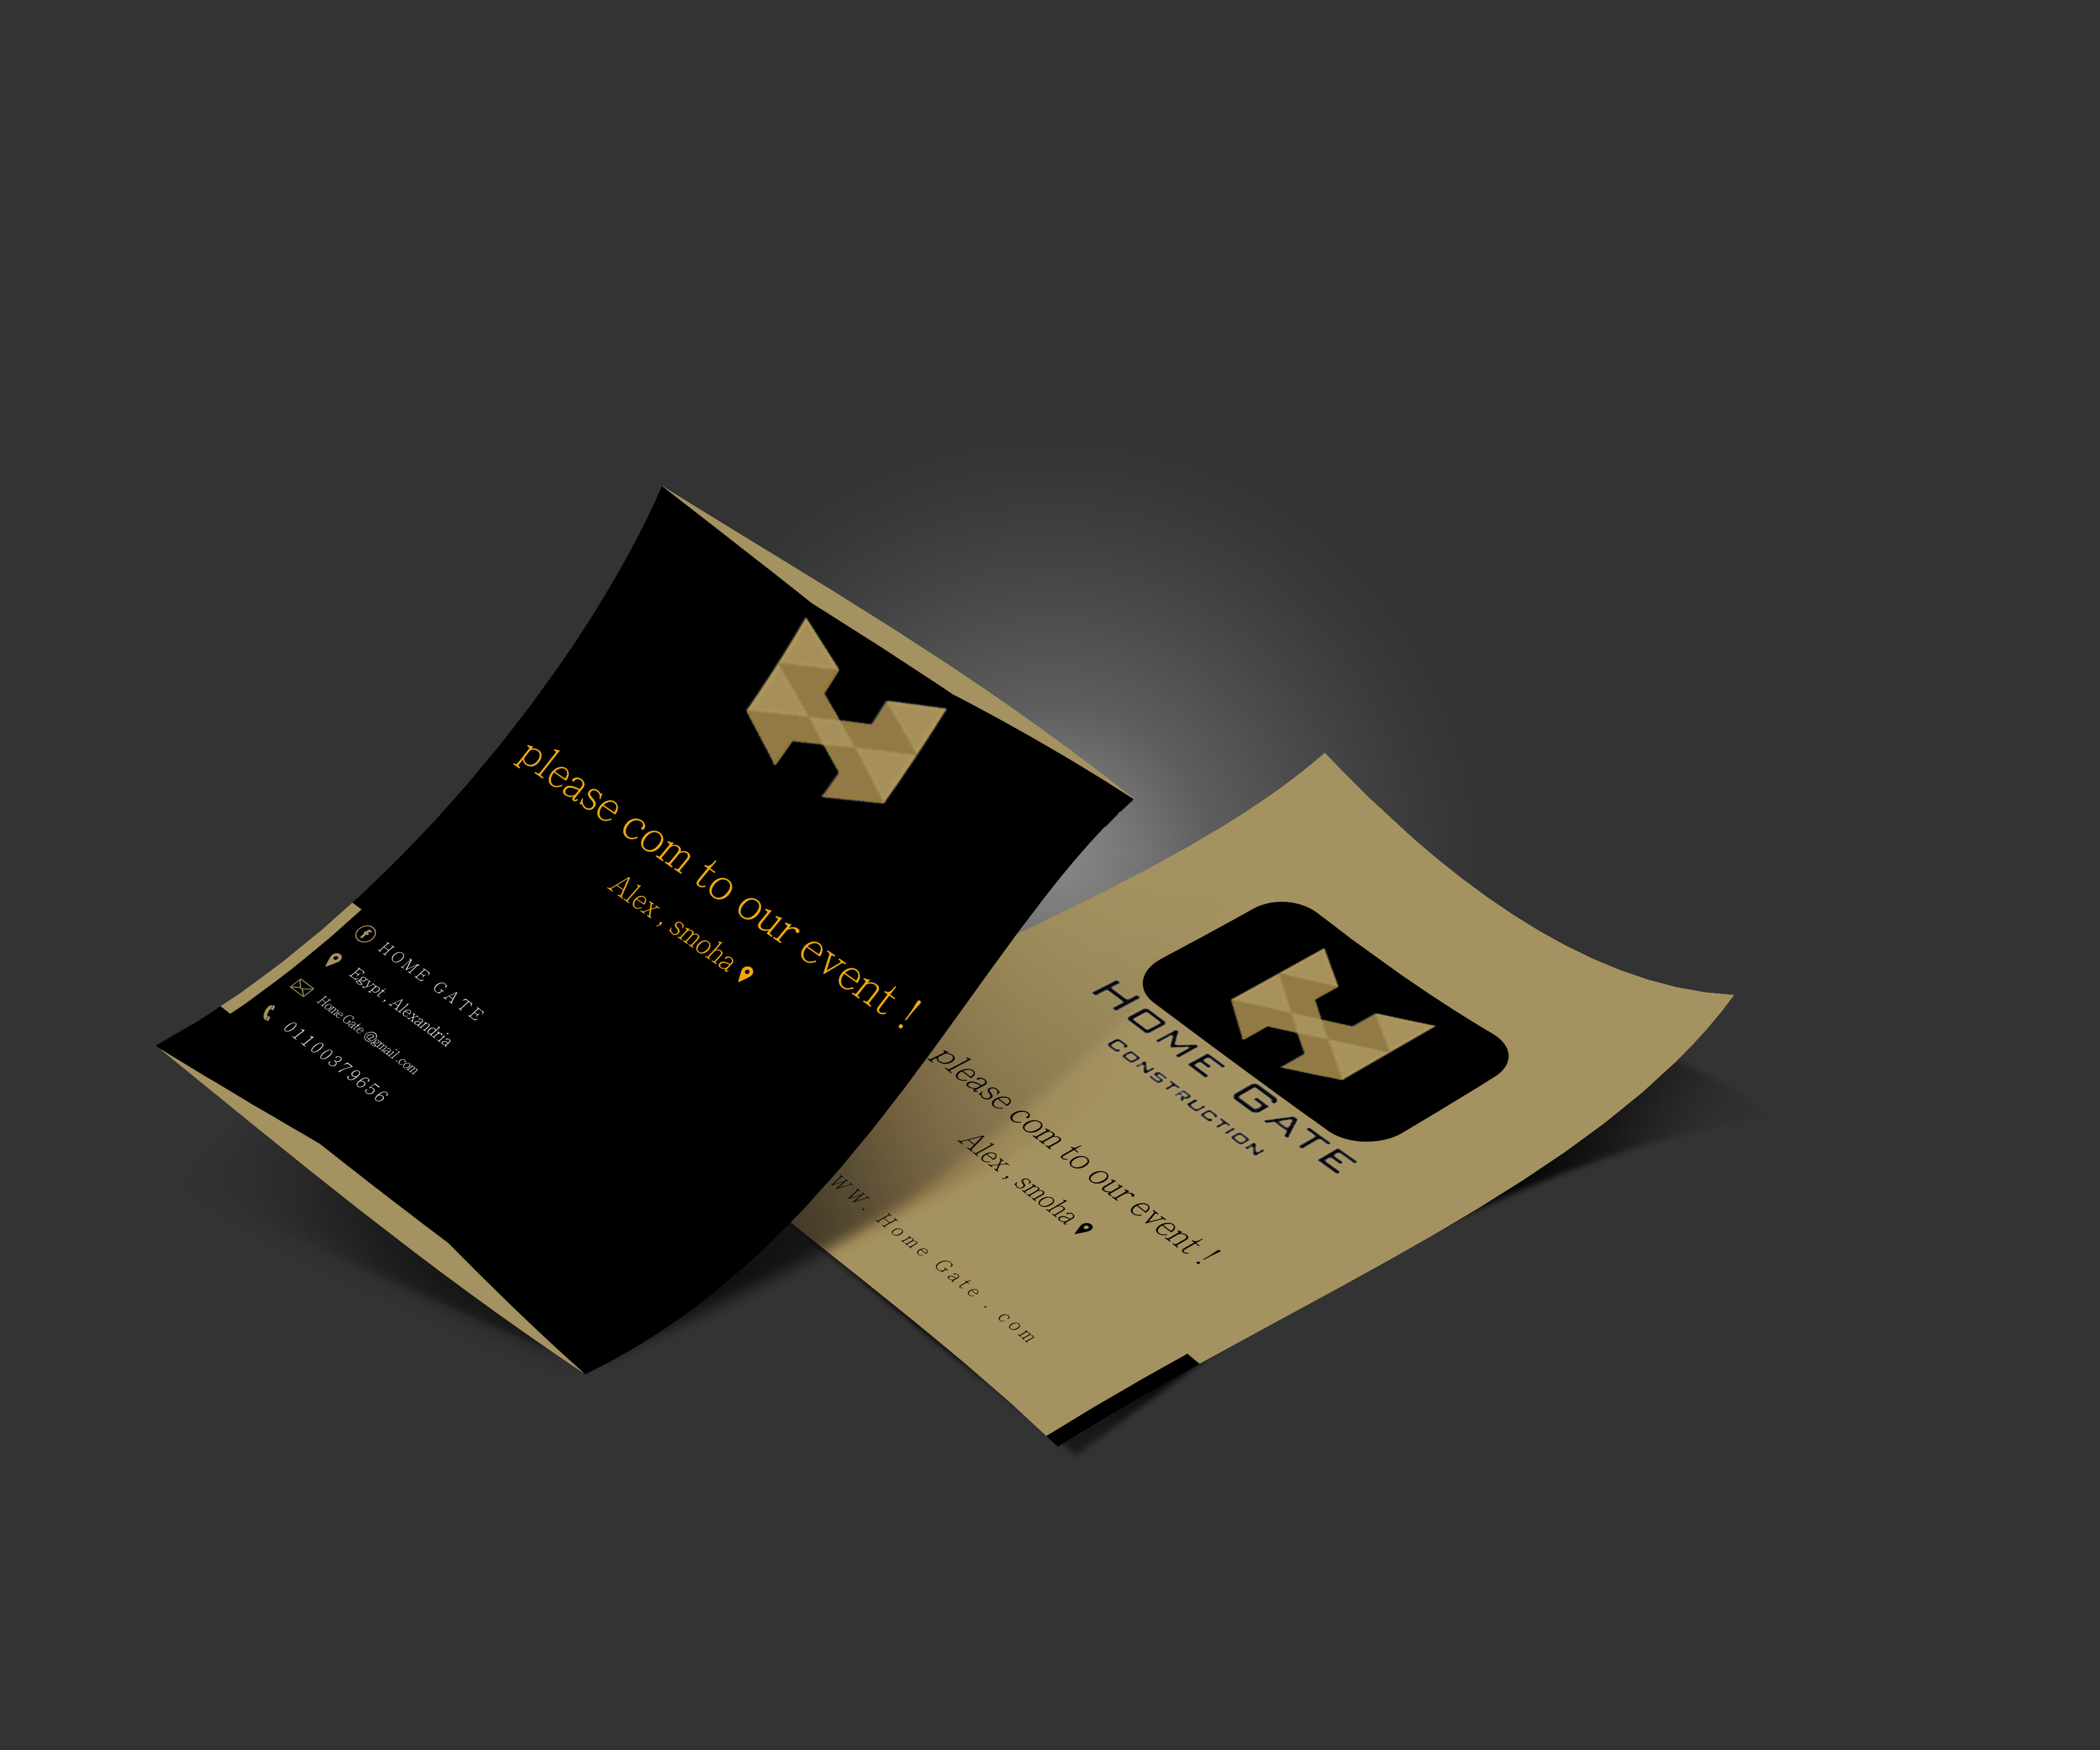 please com to our event !
Alex , smoha
HOME GATE
Egypt , Alexandria
Home Gate @gmail.com
01100379656
HOME GATE
CONSTRUCTION
please com to our event !
Alex , smoha
WW. Home Gate . com